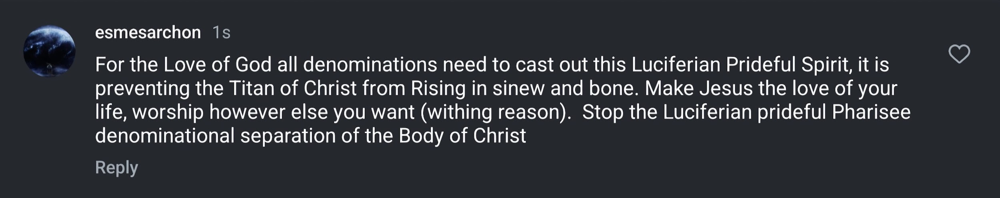 esmesarchon 1s
For the Love of God all denominations need to cast out this Luciferian Prideful Spirit, it is
preventing the Titan of Christ from Rising in sinew and bone. Make Jesus the love of your
life, worship however else you want (withing reason).  Stop the Luciferian prideful Pharisee
denominational separation of the Body of Christ
Reply